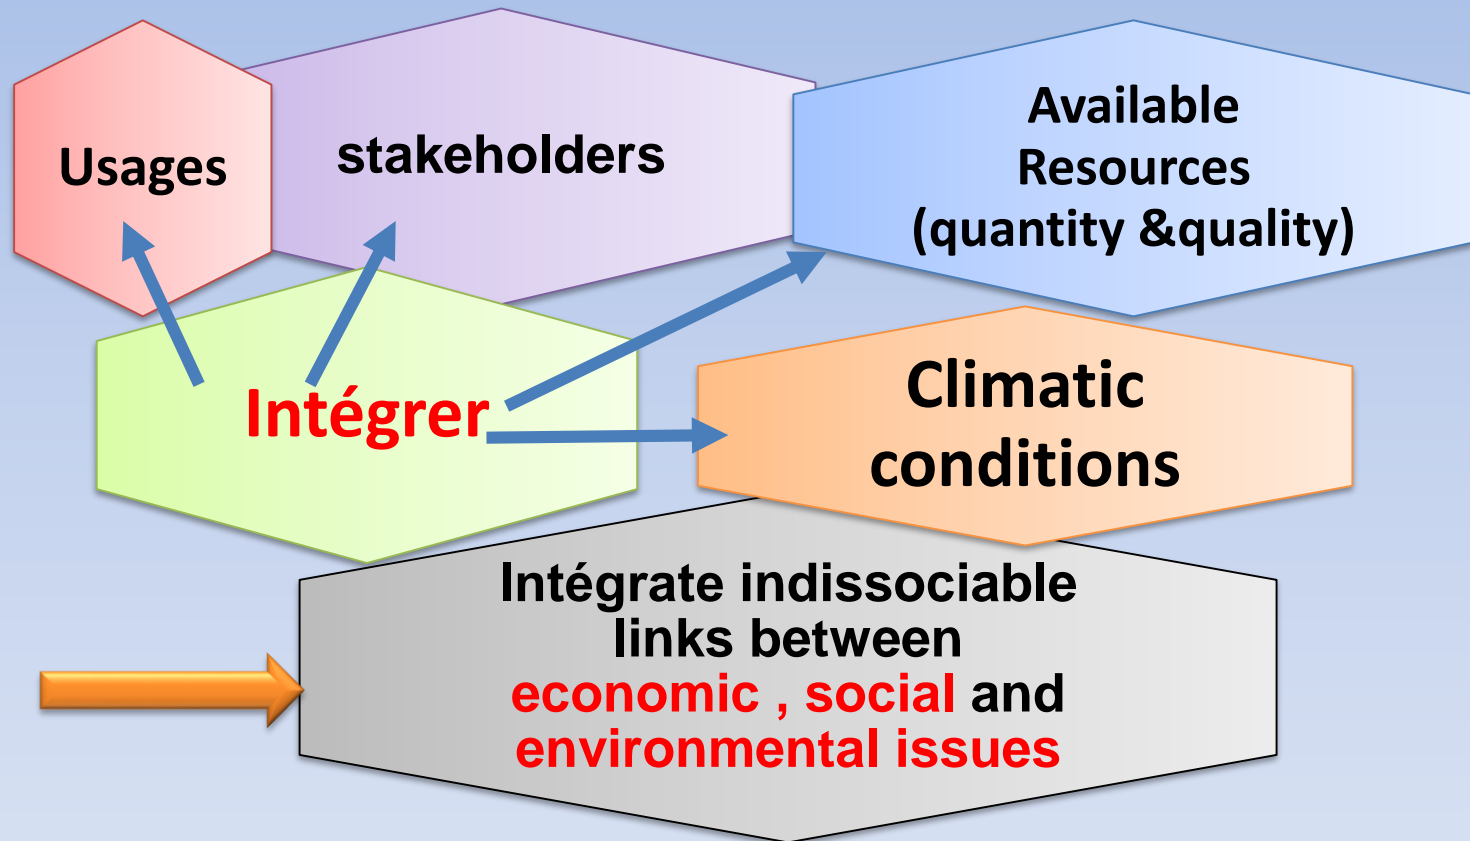 Usages
stakeholders
Available
Resources
(quantity &quality)
Intégrer
Climatic
conditions
Intégrate indissociable
links between
economic , social and
environmental issues